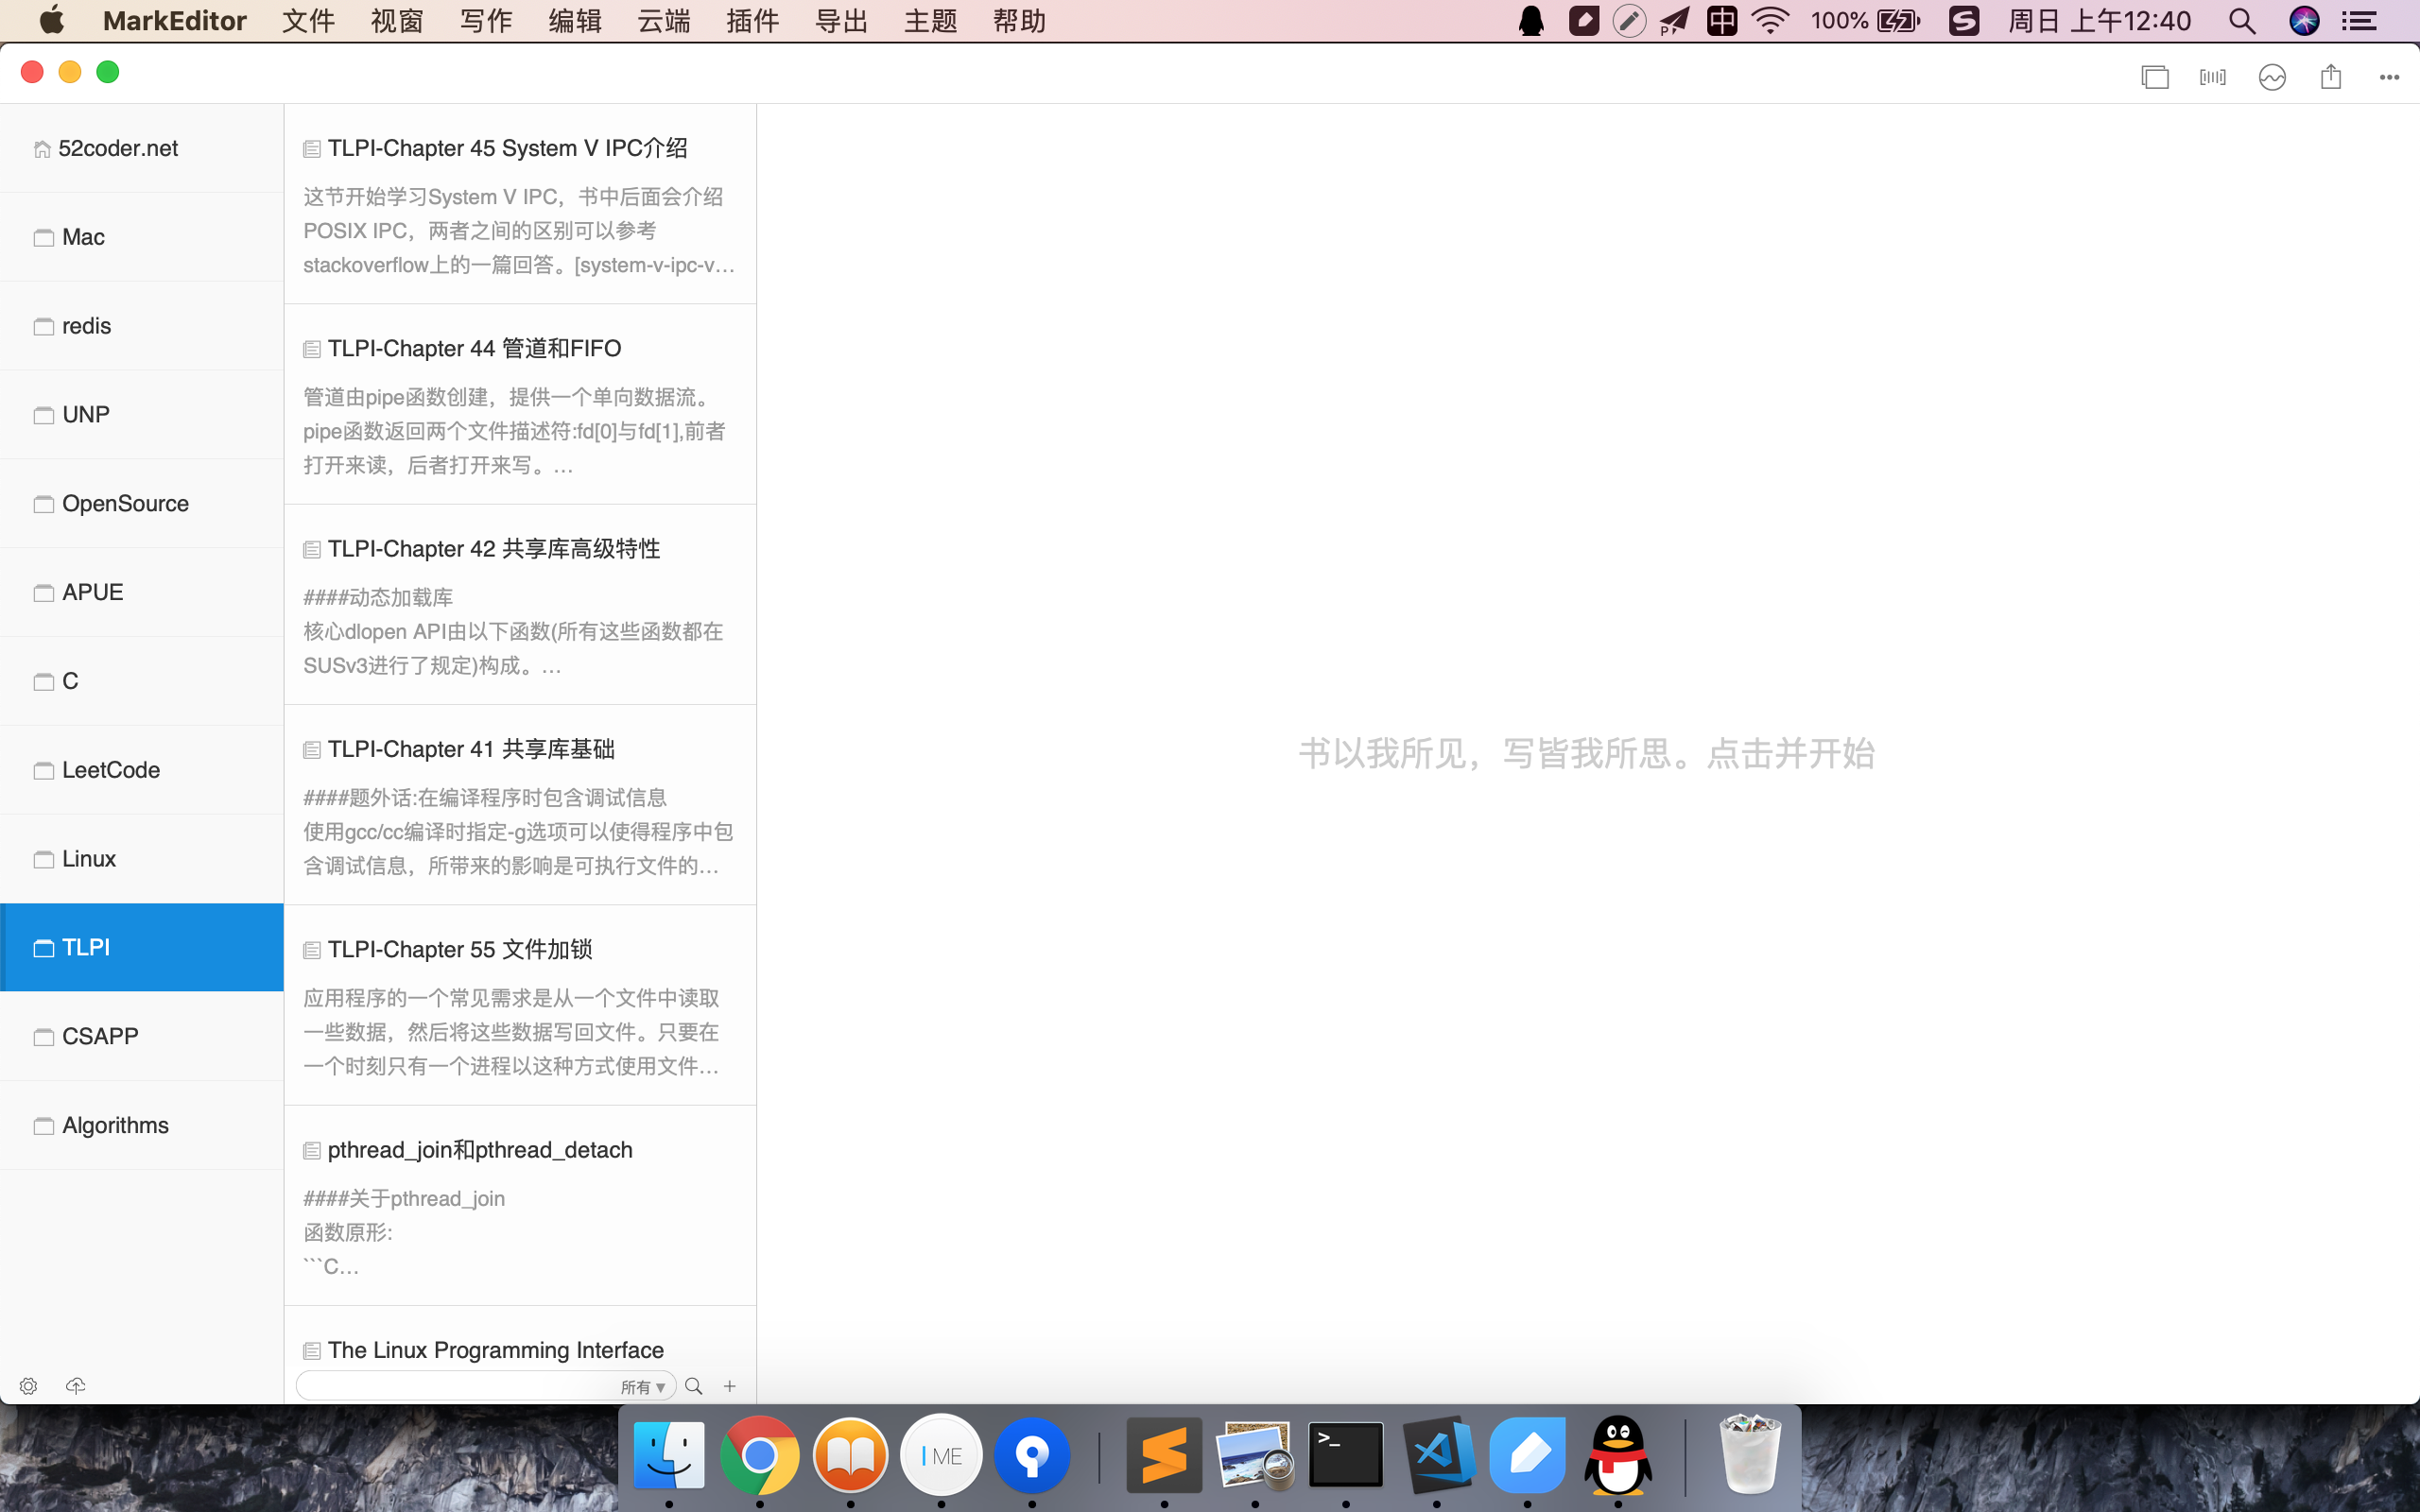 MarkEditor 文件 视窗 写作 编辑 云端 插件 导出 主题 帮助 中 100% 周日 上午12:40
52coder.net
Mac
redis
UNP
OpenSource
APUE
C
LeetCode
Linux
TLPI
CSAPP
Algorithms
TLPI-Chapter 45 System V IPC介绍
这节开始学习System V IPC，书中后面会介绍
POSIX IPC，两者之间的区别可以参考
stackoverflow上的一篇回答。[system-v-ipc-v…
TLPI-Chapter 44 管道和FIFO
管道由pipe函数创建，提供一个单向数据流。
pipe函数返回两个文件描述符:fd[0]与fd[1],前者
打开来读，后者打开来写。…
TLPI-Chapter 42 共享库高级特性
####动态加载库
核心dlopen API由以下函数(所有这些函数都在
SUSv3进行了规定)构成。…
TLPI-Chapter 41 共享库基础
####题外话:在编译程序时包含调试信息
使用gcc/cc编译时指定-g选项可以使得程序中包
含调试信息，所带来的影响是可执行文件的…
TLPI-Chapter 55 文件加锁
应用程序的一个常见需求是从一个文件中读取
一些数据，然后将这些数据写回文件。只要在
一个时刻只有一个进程以这种方式使用文件…
pthread_join和pthread_detach
####关于pthread_join
函数原形:
```C…
The Linux Programming Interface
所有 ▼
书以我所见，写皆我所思。点击并开始
ME
>_